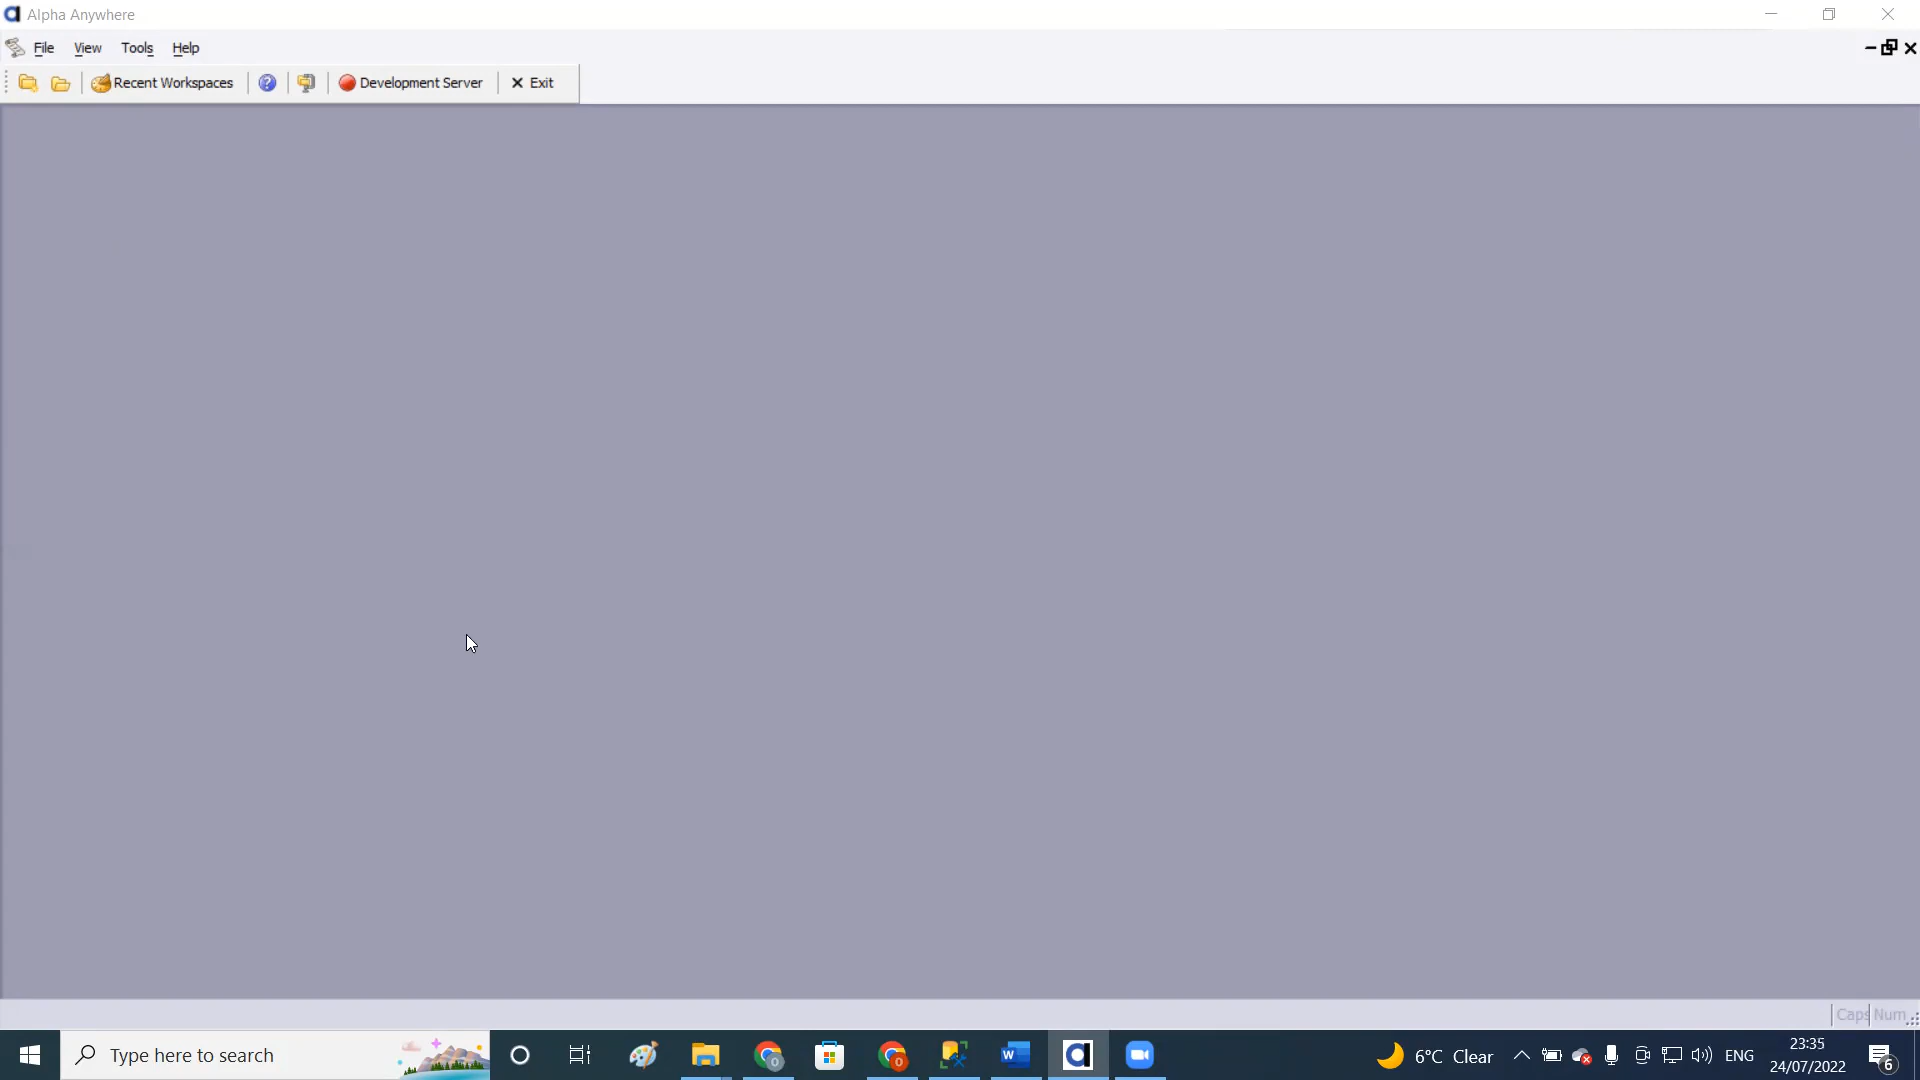 Alpha Anywhere
File View Tools Help
Recent Workspaces Development Server Exit
Caps Num
Type here to search
6°C Clear
ENG
23:35
24/07/2022
6